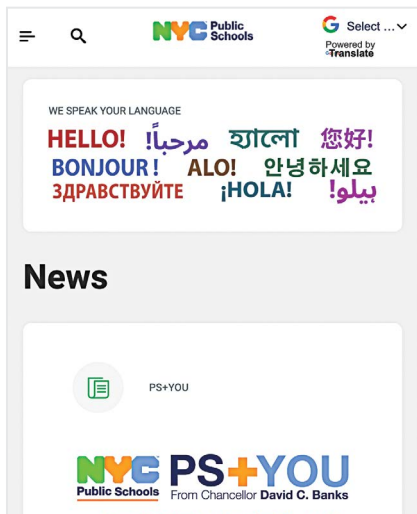 NYC Public Schools
Select ...
Powered by
Translate
WE SPEAK YOUR LANGUAGE
HELLO! مرحباً! হ্যালো 您好!
BONJOUR! ALO! 안녕하세요
ЗДРАВСТВУЙТЕ ¡HOLA! ہیلو!
News
PS+YOU
NYC PS+YOU
Public Schools From Chancellor David C. Banks